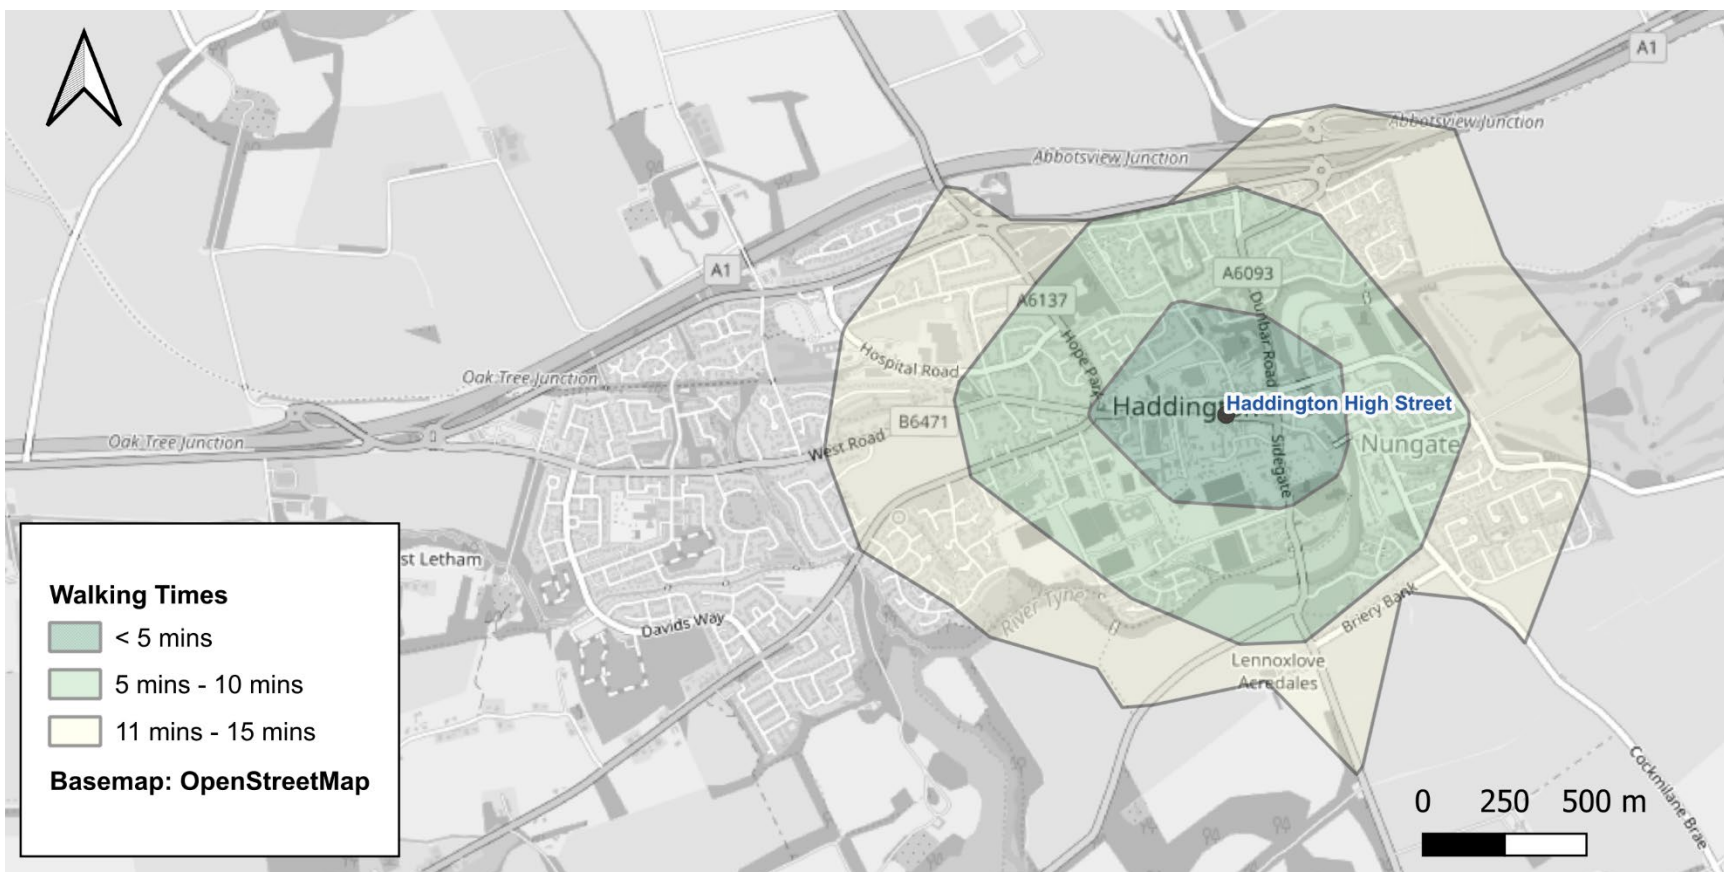 A1
Abbotsview Junction
Abbotsview Junction
A1
A6093
A6137
Dunbar Road
Hope Park
Hospital Road
Oak Tree Junction
Haddington
Haddington High Street
B6471
Oak Tree Junction
West Road
Nungate
Sidegate
st Letham
River Tyne
Briery Bank
Davids Way
Lennoxlove
Acredales
Cockmilane Brae
Walking Times
< 5 mins
5 mins - 10 mins
11 mins - 15 mins
Basemap: OpenStreetMap
0 250 500 m